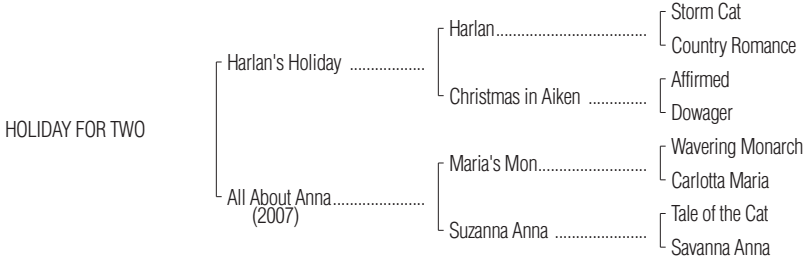 Storm Cat
Harlan....................................
Country Romance
Harlan's Holiday ..................
Affirmed
Christmas in Aiken ..............
Dowager
HOLIDAY FOR TWO
Wavering Monarch
Maria's Mon..........................
Carlotta Maria
All About Anna......................
(2007)
Tale of the Cat
Suzanna Anna ......................
Savanna Anna